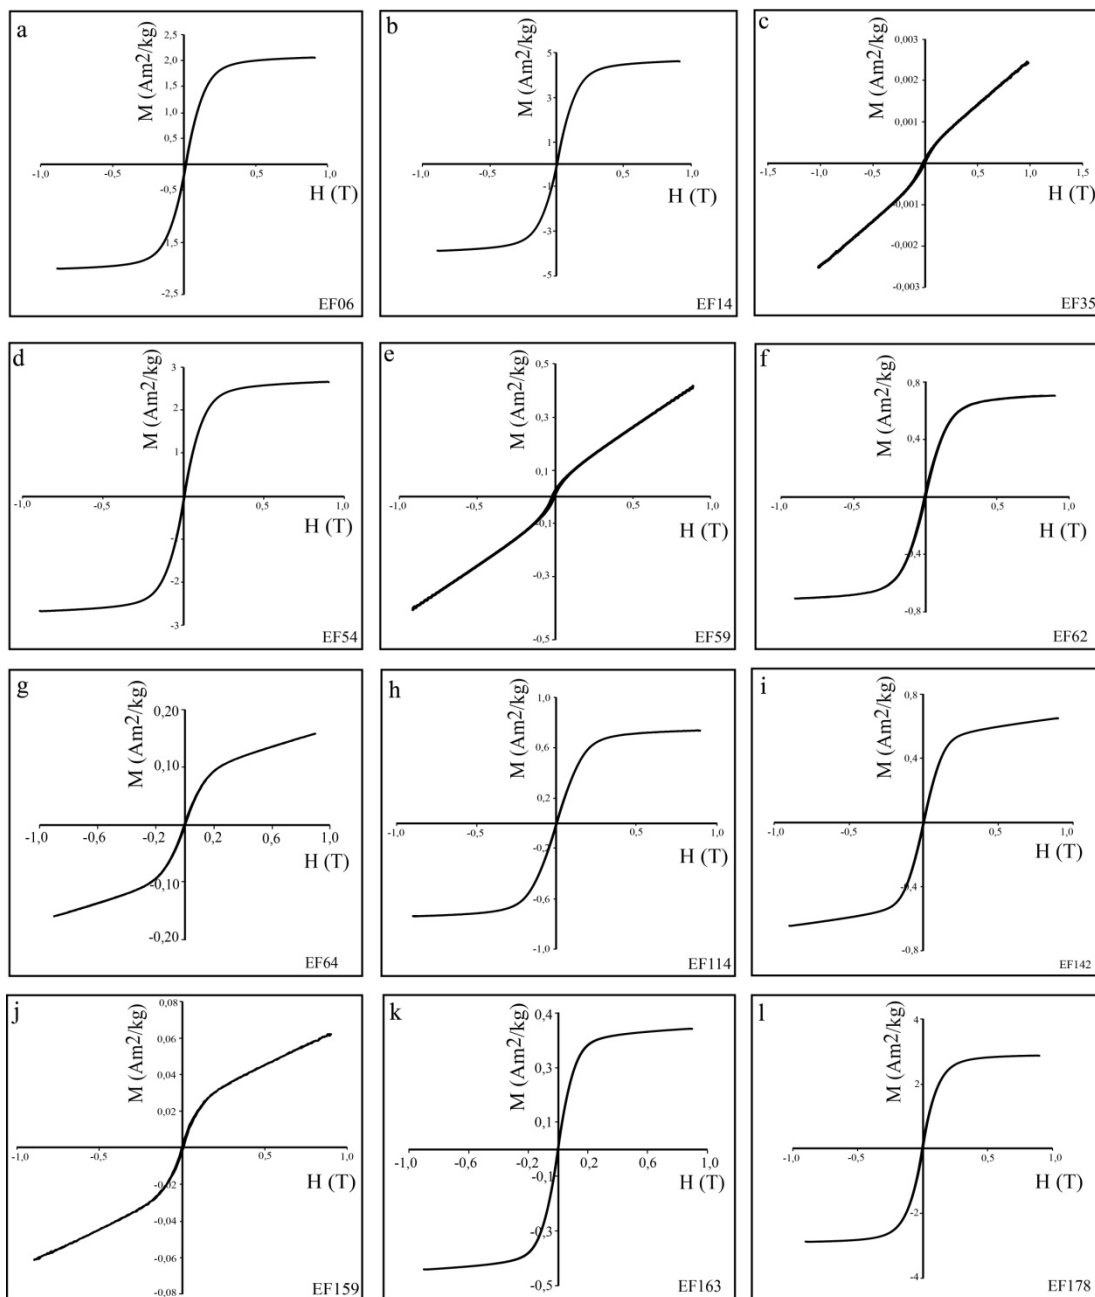 a
M (Am2/kg)
2,5
2,0
1,5
1,0
0,5
-1,0 -0,5 0,5 1,0
-0,5
H (T)
-1,5
-2,5
EF06
b
M (Am2/kg)
5
3
1
-1,0 -0,5 0,5 1,0
-1
H (T)
-3
-5
EF14
c
M (Am2/kg)
0,003
0,002
0,001
-1,5 -1,0 -0,5 0,5 1,0 1,5
H (T)
-0,001
-0,002
-0,003
EF35
d
M (Am2/kg)
3
2
1
-1,0 0,5 1,0
H (T)
-2
-3
EF54
e
M (Am2/kg)
0,5
0,3
0,1
-1,0 -0,5 0,5 1,0
-0,1
H (T)
-0,3
-0,5
EF59
f
M (Am2/kg)
0,8
0,4
-1,0 -0,5 0,5 1,0
H (T)
-0,4
-0,8
EF62
g
M (Am2/kg)
0,20
0,10
-1,0 -0,6 -0,2 0,2 0,6 1,0
H (T)
-0,10
-0,20
EF64
h
M (Am2/kg)
1,0
0,6
0,2
-1,0 -0,5 0,5 1,0
-0,2
H (T)
-0,6
-1,0
EF114
i
M (Am2/kg)
0,8
0,4
-1,0 -0,5 0,5 1,0
H (T)
-0,4
-0,8
EF142
j
M (Am2/kg)
0,08
0,06
0,04
0,02
-1,0 -0,5 0,5 1,0
H (T)
-0,02
-0,04
-0,06
-0,08
EF159
k
M (Am2/kg)
0,4
0,3
0,1
-1,0 -0,6 -0,2 0,2 0,6 1,0
-0,1
H (T)
-0,3
-0,5
EF163
l
M (Am2/kg)
4
2
-1,0 -0,5 0,5 1,0
H (T)
-2
-4
EF178